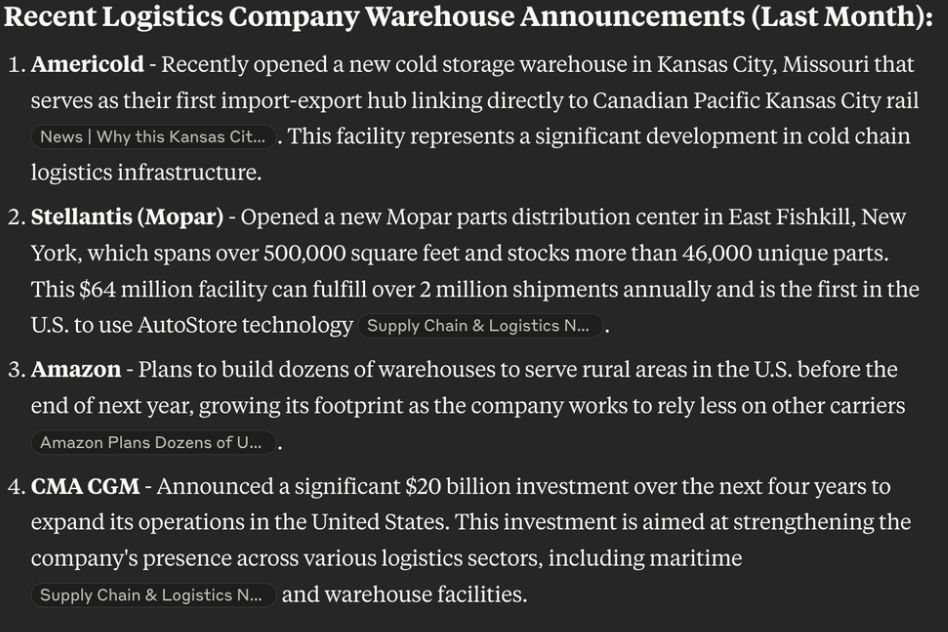 Recent Logistics Company Warehouse Announcements (Last Month):
1. Americold - Recently opened a new cold storage warehouse in Kansas City, Missouri that
serves as their first import-export hub linking directly to Canadian Pacific Kansas City rail
News | Why this Kansas Cit... . This facility represents a significant development in cold chain
logistics infrastructure.
2. Stellantis (Mopar) - Opened a new Mopar parts distribution center in East Fishkill, New
York, which spans over 500,000 square feet and stocks more than 46,000 unique parts.
This $64 million facility can fulfill over 2 million shipments annually and is the first in the
U.S. to use AutoStore technology Supply Chain & Logistics N... .
3. Amazon - Plans to build dozens of warehouses to serve rural areas in the U.S. before the
end of next year, growing its footprint as the company works to rely less on other carriers
Amazon Plans Dozens of U... .
4. CMA CGM - Announced a significant $20 billion investment over the next four years to
expand its operations in the United States. This investment is aimed at strengthening the
company's presence across various logistics sectors, including maritime
Supply Chain & Logistics N... and warehouse facilities.